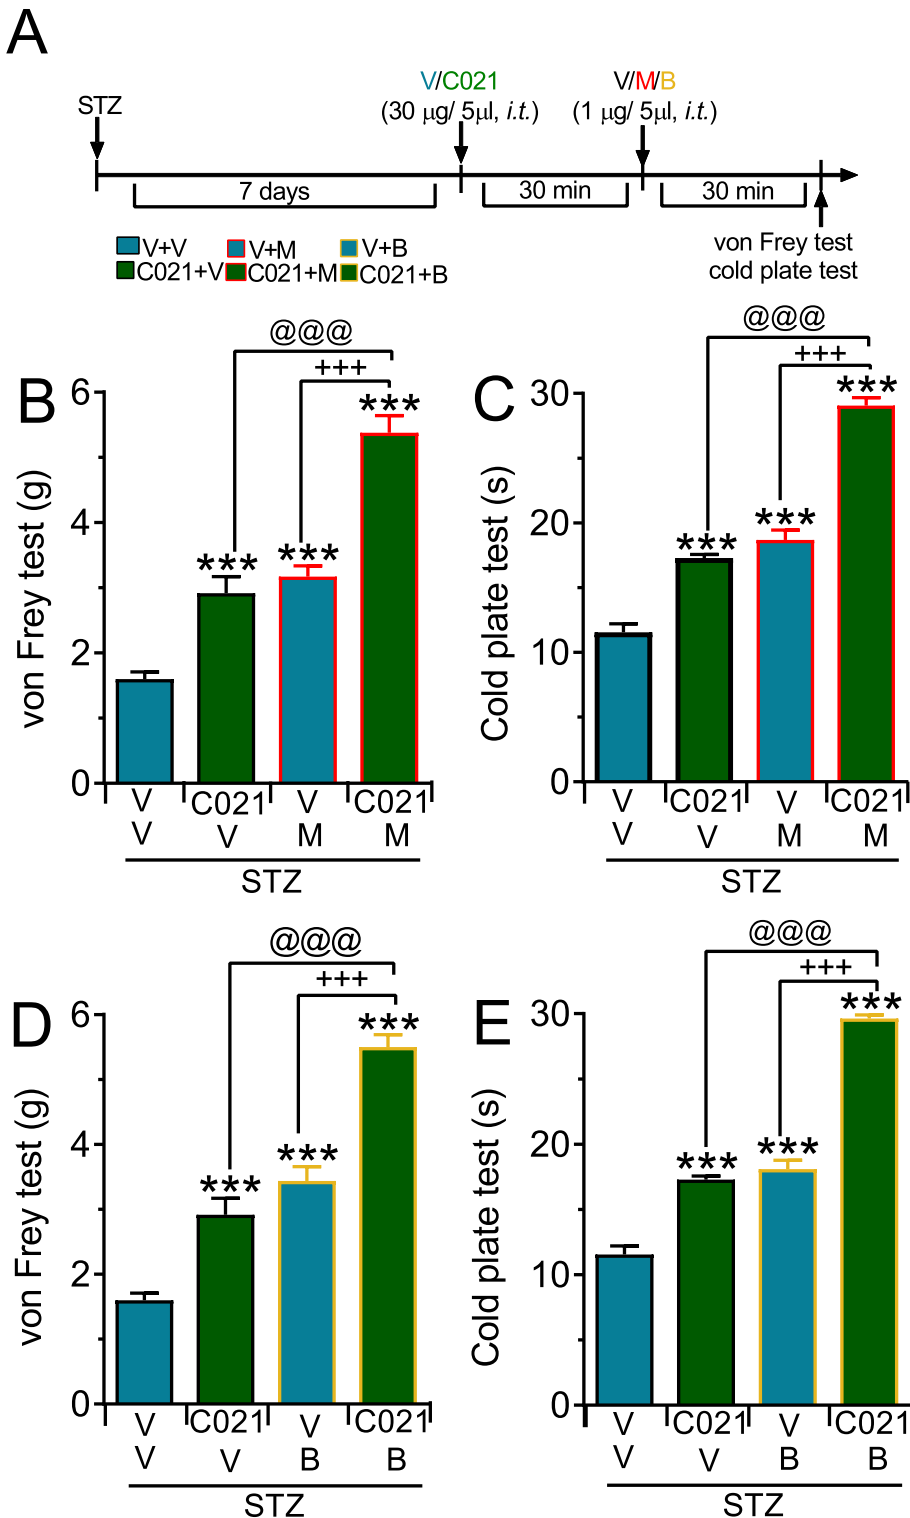 A
V/C021 V/M/B
STZ (30 µg/ 5µl, i.t.) (1 µg/ 5µl, i.t.)
7 days 30 min 30 min
V+V V+M V+B
C021+V C021+M C021+B
von Frey test
cold plate test
B
@@@
+++
***
*** ***
von Frey test (g)
6
4
2
0
V C021 V C021
V V M M
STZ
C
@@@
+++
***
*** ***
Cold plate test (s)
30
20
10
0
V C021 V C021
V V M M
STZ
D
@@@
+++
***
*** ***
von Frey test (g)
6
4
2
0
V C021 V C021
V V B B
STZ
E
@@@
+++
***
*** ***
Cold plate test (s)
30
20
10
0
V C021 V C021
V V B B
STZ